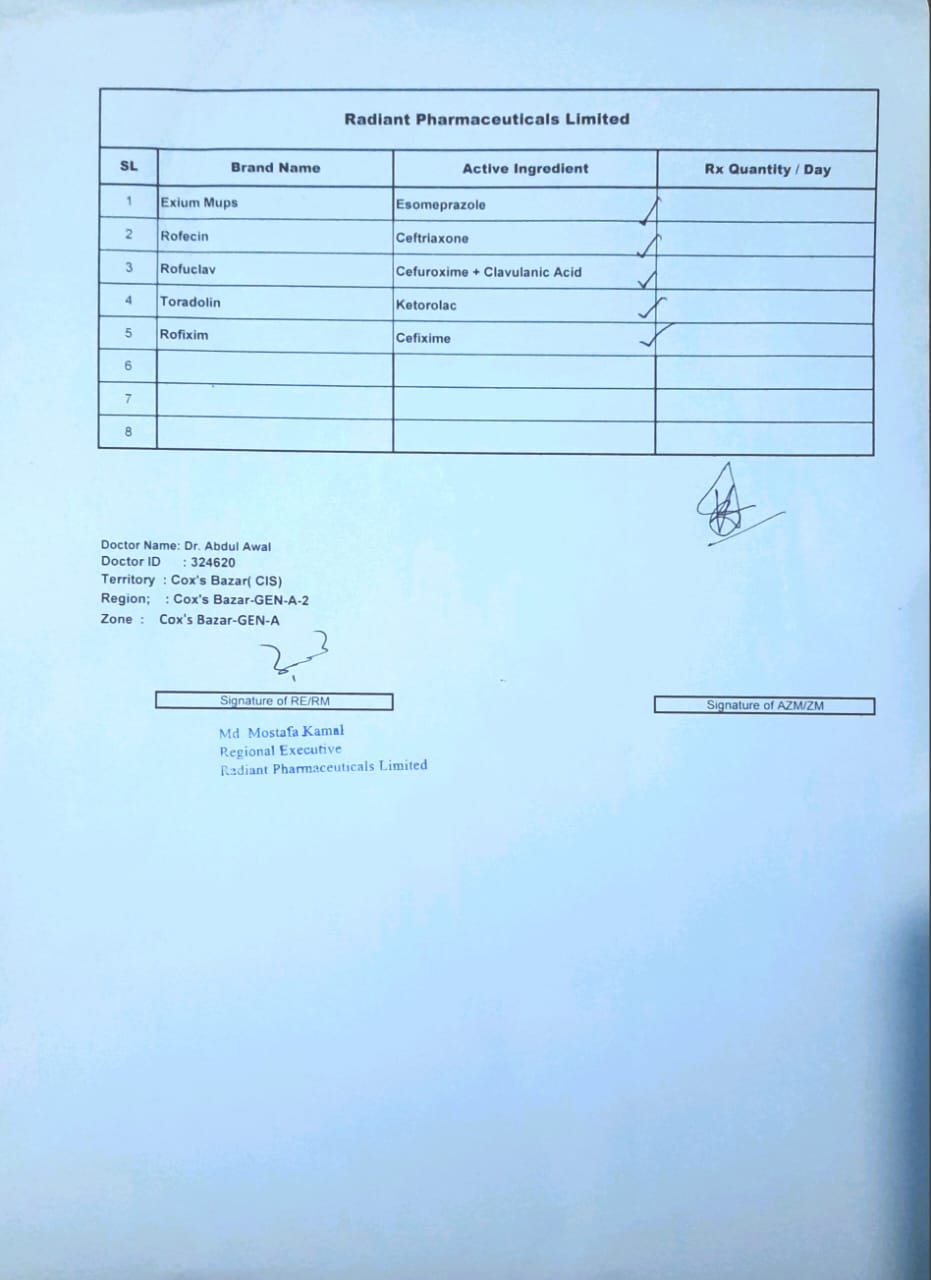 Radiant Pharmaceuticals Limited
SL Brand Name Active Ingredient Rx Quantity / Day
1 Exium Mups Esomeprazole
2 Rofecin Ceftriaxone
3 Rofuclav Cefuroxime + Clavulanic Acid
4 Toradolin Ketorolac
5 Rofixim Cefixime
6
7
8
Doctor Name: Dr. Abdul Awal
Doctor ID : 324620
Territory : Cox's Bazar( CIS)
Region; : Cox's Bazar-GEN-A-2
Zone : Cox's Bazar-GEN-A
Signature of RE/RM Signature of AZM/ZM
Md Mostafa Kamal
Regional Executive
Radiant Pharmaceuticals Limited